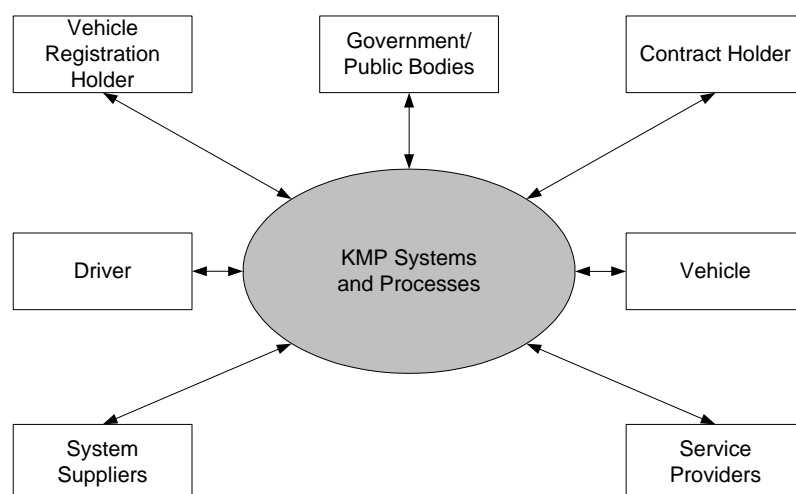 Vehicle
Registration
Holder
Government/
Public Bodies
Contract Holder
Driver
KMP Systems
and Processes
Vehicle
System
Suppliers
Service
Providers